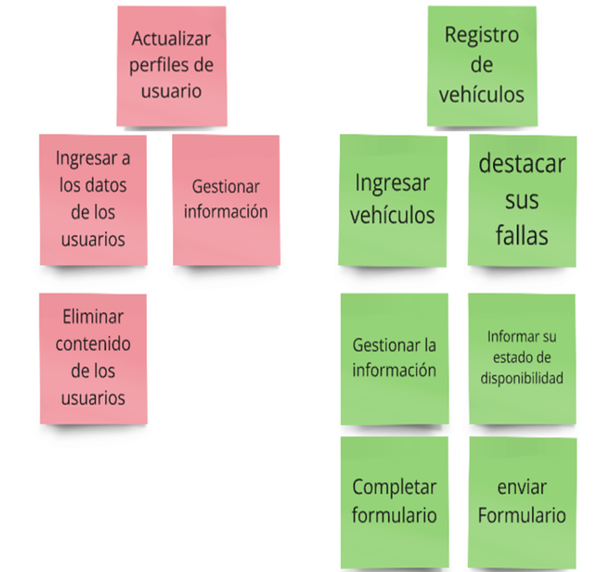 Actualizar
perfiles de
usuario
Ingresar a
los datos
de los
usuarios
Gestionar
información
Eliminar
contenido
de los
usuarios
Registro
de
vehículos
Ingresar
vehículos
destacar
sus
fallas
Gestionar la
información
Informar su
estado de
disponibilidad
Completar
formulario
enviar
Formulario